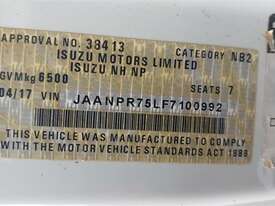 APPROVAL NO. 38413 CATEGORY NB2
ISUZU MOTORS LIMITED
ISUZU NH NP
GVMkg 6500 SEATS 7
04/17 VIN JAANPR75LF7100992
THIS VEHICLE WAS MANUFACTURED TO COMPLY
WITH THE MOTOR VEHICLE STANDARDS ACT 1989